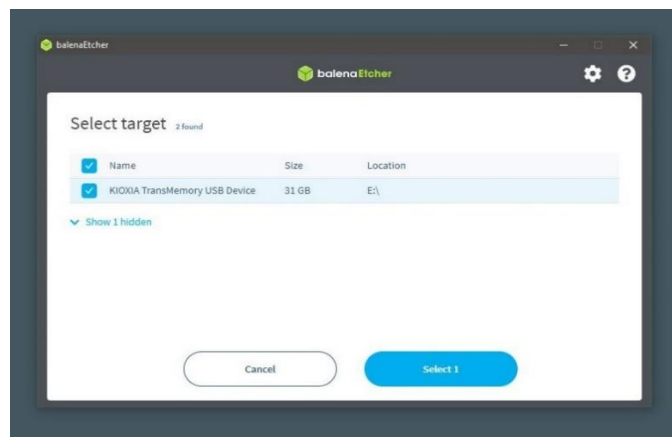 balenaEtcher
balenaEtcher
Select target 2 found
Name Size Location
KIOXIA TransMemory USB Device 31 GB E:\
Show 1 hidden
Cancel Select 1